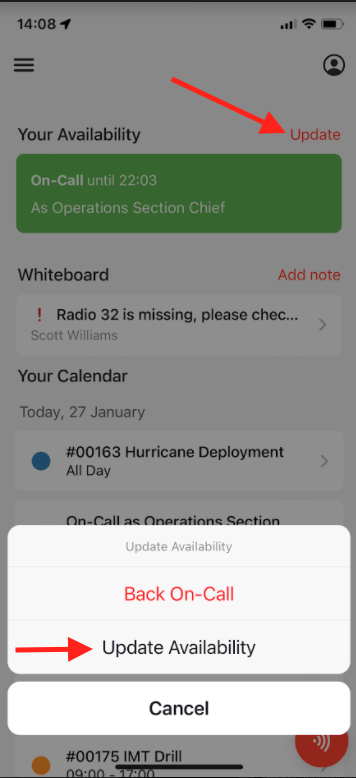 14:08
Your Availability
Update
On-Call until 22:03
As Operations Section Chief
Whiteboard
Add note
! Radio 32 is missing, please chec...
Scott Williams
Your Calendar
Today, 27 January
#00163 Hurricane Deployment
All Day
On-Call as Operations Section
Update Availability
Back On-Call
Update Availability
Cancel
#00175 IMT Drill
09:00 - 17:00